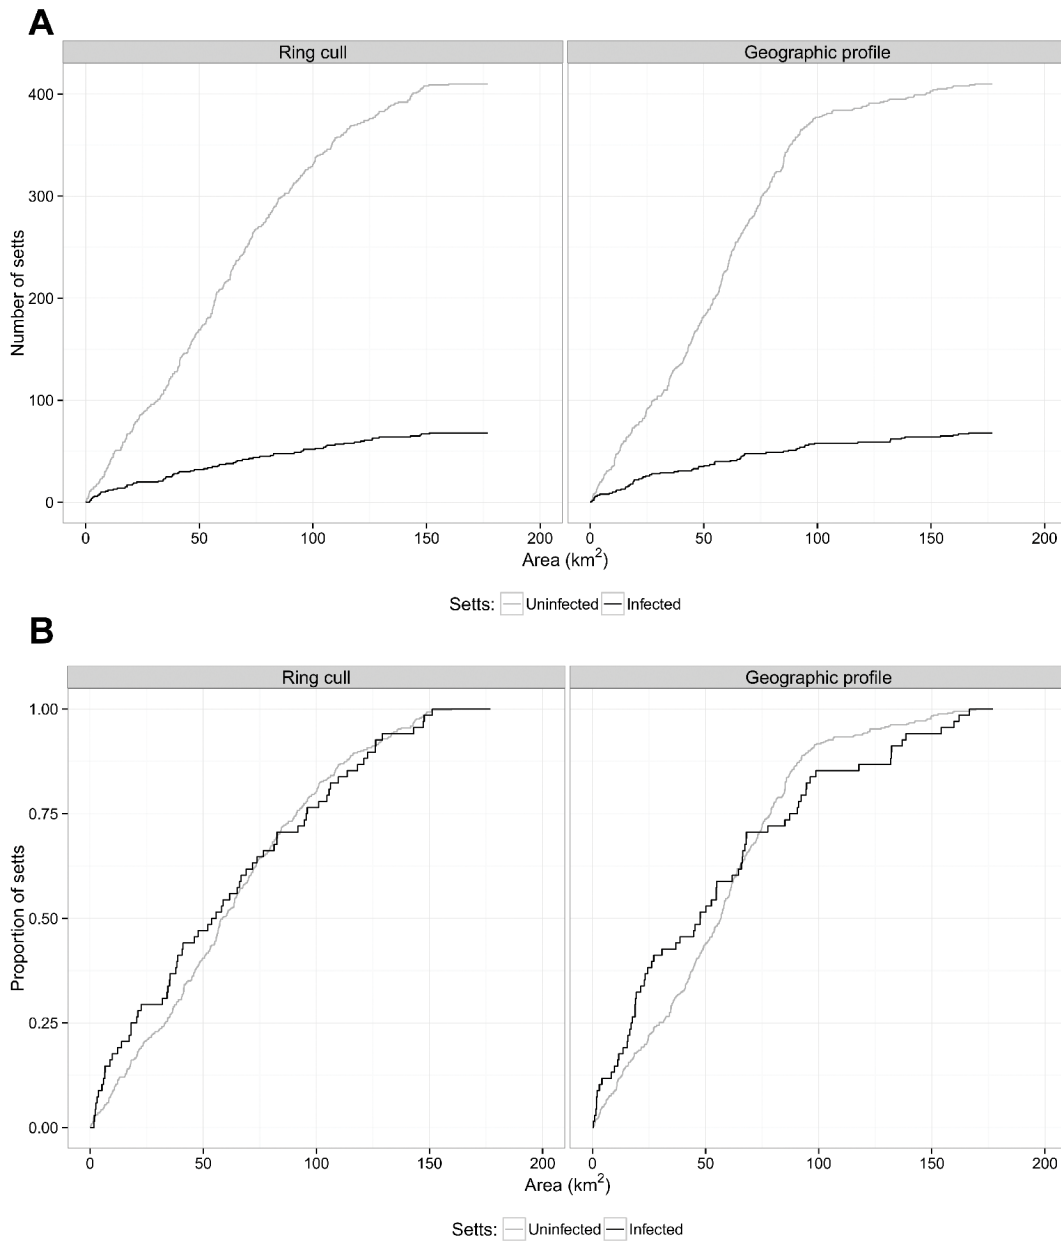 A
Ring cull
Geographic profile
400
300
200
100
0
Number of setts
0 50 100 150 200
0 50 100 150 200
Area (km²)
Setts: Uninfected Infected
B
Ring cull
Geographic profile
1.00
0.75
0.50
0.25
0.00
Proportion of setts
0 50 100 150 200
0 50 100 150 200
Area (km²)
Setts: Uninfected Infected